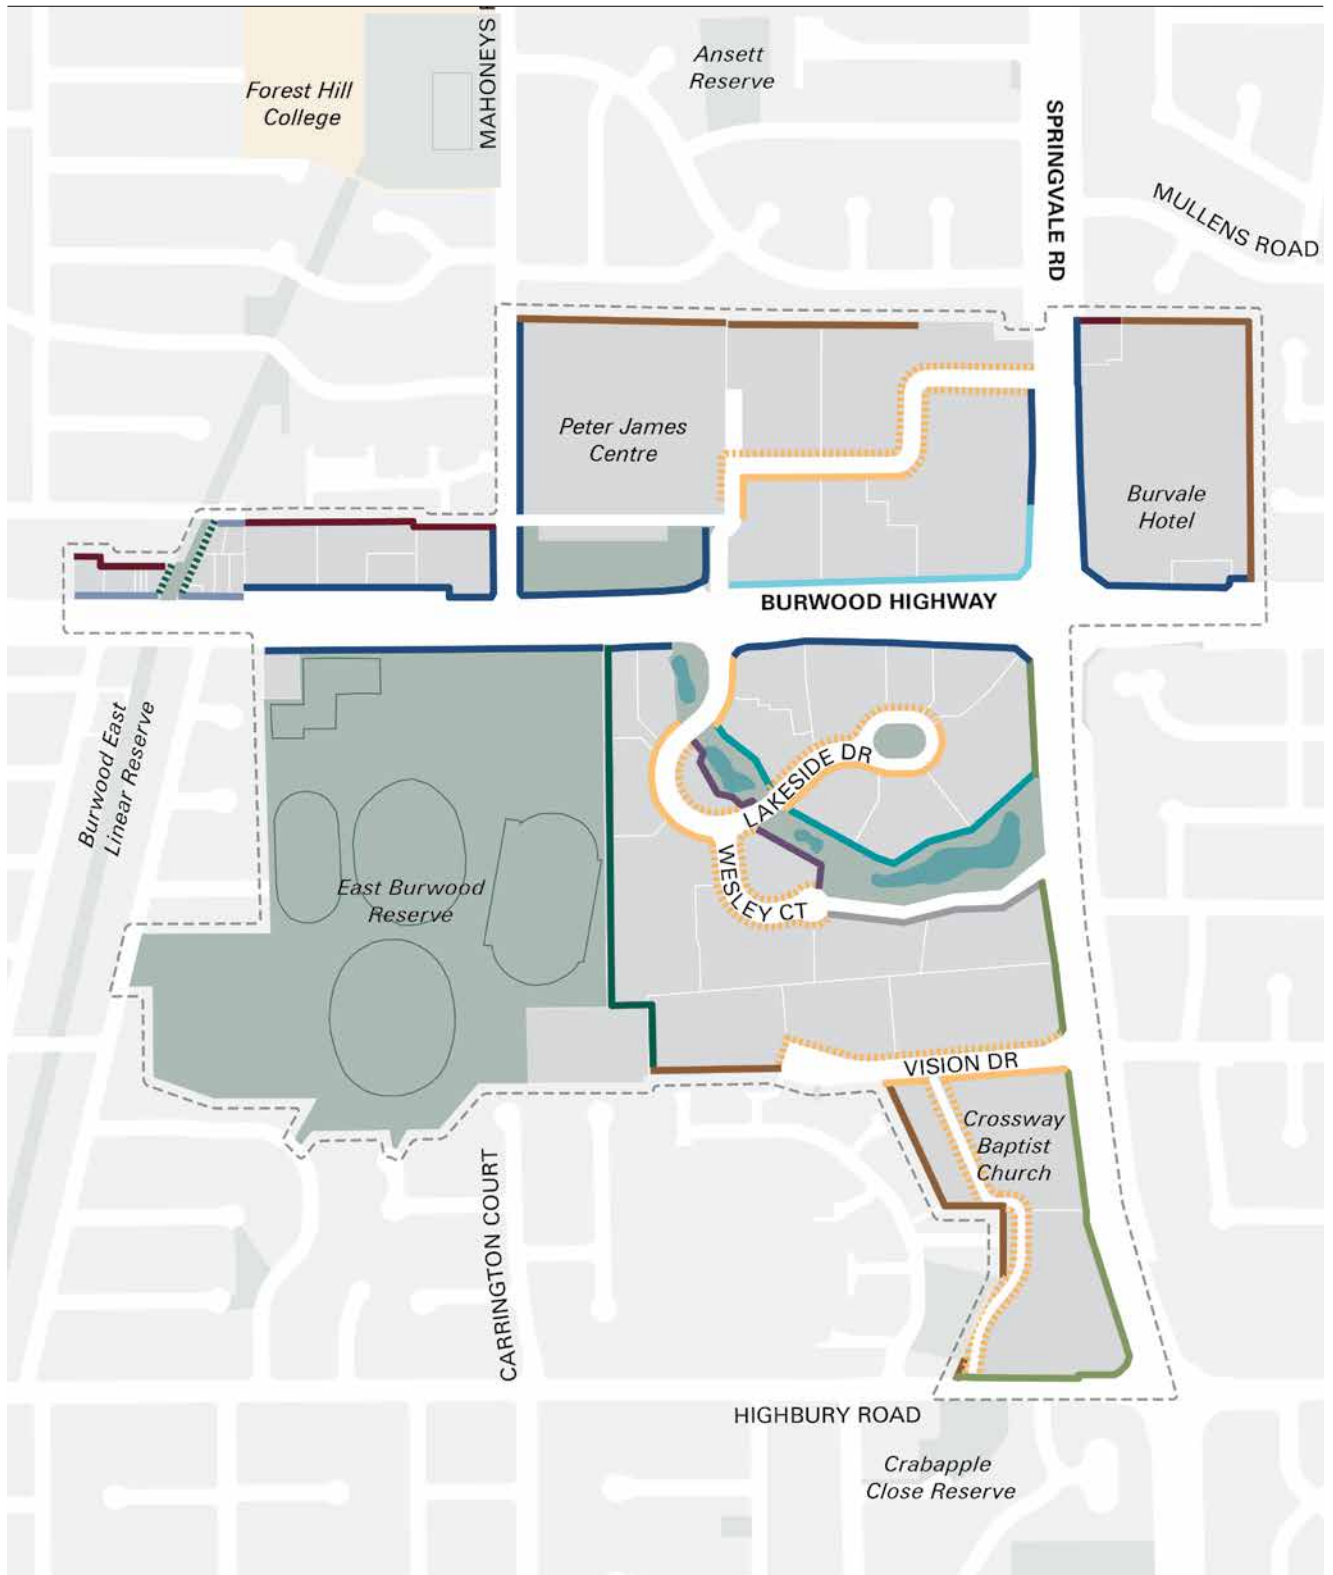 Forest Hill
College
MAHONEYS
Ansett
Reserve
SPRINGVALE RD
MULLENS ROAD
Peter James
Centre
Burvale
Hotel
BURWOOD HIGHWAY
Burwood East
Linear Reserve
LAKESIDE DR
East Burwood
Reserve
WESLEY CT
VISION DR
Crossway
Baptist
Church
CARRINGTON COURT
HIGHBURY ROAD
Crabapple
Close Reserve